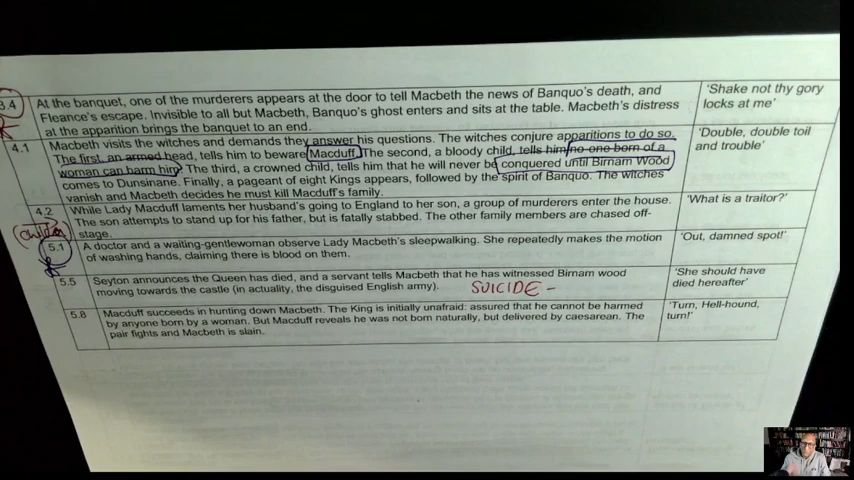 3.4
At the banquet, one of the murderers appears at the door to tell Macbeth the news of Banquo's death, and
Fleance's escape. Invisible to all but Macbeth, Banquo's ghost enters and sits at the table. Macbeth's distress
at the apparition brings the banquet to an end.
'Shake not thy gory
locks at me'
4.1
Macbeth visits the witches and demands they answer his questions. The witches conjure apparitions to do so.
The first, an armed head, tells him to beware Macduff. The second, a bloody child, tells him no one born of a
woman can harm him. The third, a crowned child, tells him that he will never be conquered until Birnam Wood
comes to Dunsinane. Finally, a pageant of eight Kings appears, followed by the spirit of Banquo. The witches
vanish and Macbeth decides he must kill Macduff's family.
'Double, double toil
and trouble'
4.2
While Lady Macduff laments her husband's going to England to her son, a group of murderers enter the house.
The son attempts to stand up for his father, but is fatally stabbed. The other family members are chased off-
stage.
'What is a traitor?'
5.1
A doctor and a waiting-gentlewoman observe Lady Macbeth's sleepwalking. She repeatedly makes the motion
of washing hands, claiming there is blood on them.
'Out, damned spot!'
5.5
Seyton announces the Queen has died, and a servant tells Macbeth that he has witnessed Birnam wood
moving towards the castle (in actuality, the disguised English army).
SUICIDE -
'She should have
died hereafter'
5.8
Macduff succeeds in hunting down Macbeth. The King is initially unafraid: assured that he cannot be harmed
by anyone born by a woman. But Macduff reveals he was not born naturally, but delivered by caesarean. The
pair fights and Macbeth is slain.
'Turn, Hell-hound,
turn!'